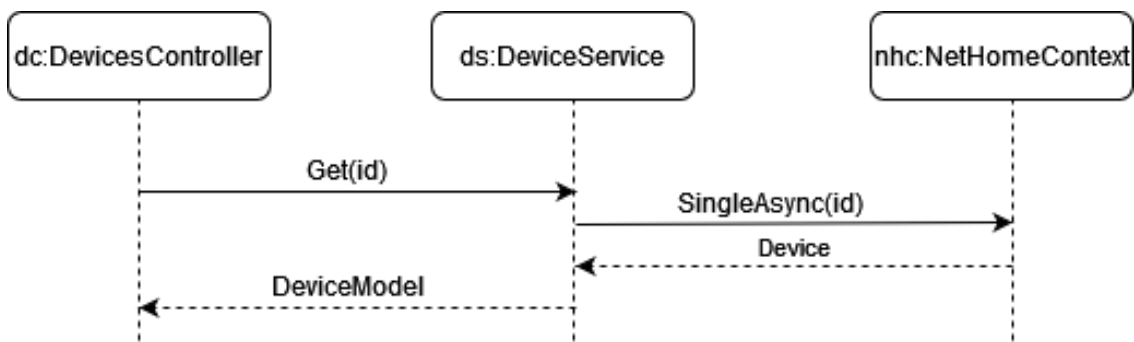 dc:DevicesController
ds:DeviceService
nhc:NetHomeContext
Get(id)
SingleAsync(id)
Device
DeviceModel